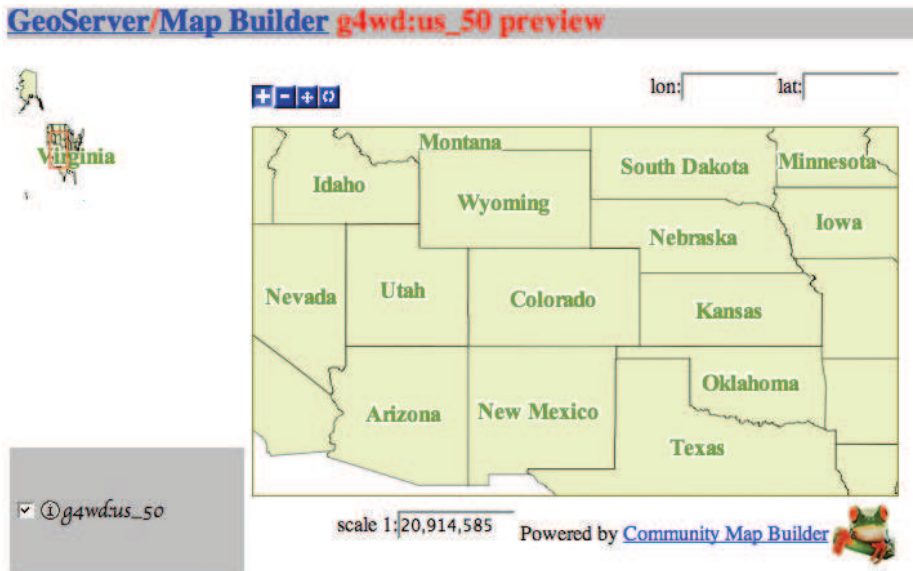 GeoServer/Map Builder g4wd:us_50 preview
lon: lat:
Virginia
Montana
South Dakota
Minnesota
Idaho
Wyoming
Iowa
Nebraska
Nevada
Utah
Colorado
Kansas
Oklahoma
Arizona
New Mexico
Texas
g4wd:us_50
scale 1: 20,914,585
Powered by Community Map Builder